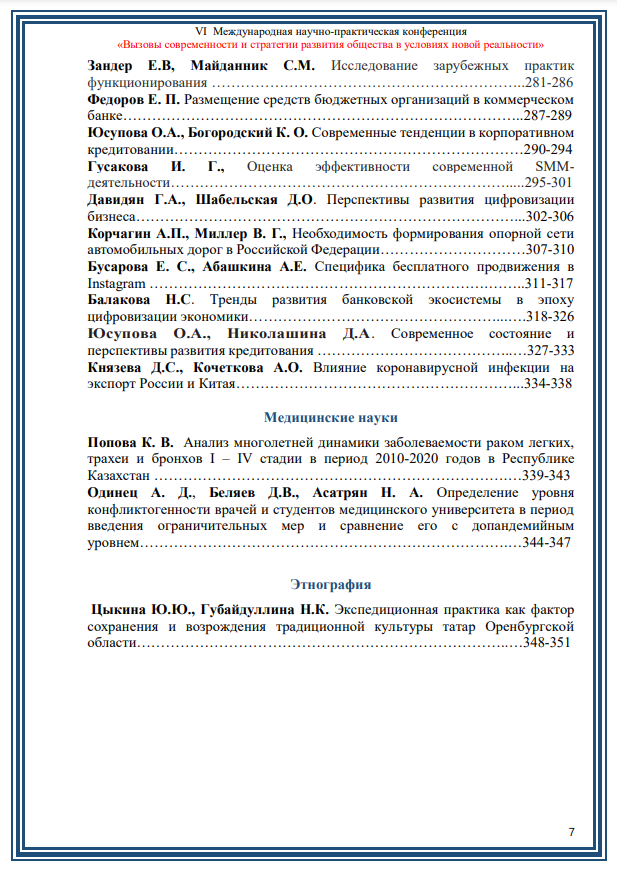 VI Международная научно-практическая конференция
«Вызовы современности и стратегии развития общества в условиях новой реальности»
Зандер Е.В, Майданник С.М. Исследование зарубежных практик
функционирования …………………………………………………..281-286
Федоров Е. П. Размещение средств бюджетных организаций в коммерческом
банке…………………………………………………………………..287-289
Юсупова О.А., Богородский К. О. Современные тенденции в корпоративном
кредитовании…………………………………………………………290-294
Гусакова И. Г., Оценка эффективности современной SMM-
деятельности…………………………………………………………...295-301
Давидян Г.А., Шабельская Д.О. Перспективы развития цифровизации
бизнеса………………………………………………………………...302-306
Корчагин А.П., Миллер В. Г., Необходимость формирования опорной сети
автомобильных дорог в Российской Федерации……………………….307-310
Бусарова Е. С., Абашкина А.Е. Специфика бесплатного продвижения в
Instagram ……………………………………………………………….311-317
Балакова Н.С. Тренды развития банковской экосистемы в эпоху
цифровизации экономики…………………………………………...….318-326
Юсупова О.А., Николашина Д.А. Современное состояние и
перспективы развития кредитования ………………………………..….327-333
Князева Д.С., Кочеткова А.О. Влияние коронавирусной инфекции на
экспорт России и Китая………………………………………………...334-338
Медицинские науки
Попова К. В. Анализ многолетней динамики заболеваемости раком легких,
трахеи и бронхов I – IV стадии в период 2010-2020 годов в Республике
Казахстан ………………………………………………………………339-343
Одинец А. Д., Беляев Д.В., Асатрян Н. А. Определение уровня
конфликтогенности врачей и студентов медицинского университета в период
введения ограничительных мер и сравнение его с допандемийным
уровнем…………………………………………………………………344-347
Этнография
Цыкина Ю.Ю., Губайдуллина Н.К. Экспедиционная практика как фактор
сохранения и возрождения традиционной культуры татар Оренбургской
области………………………………………………………………..…348-351
7